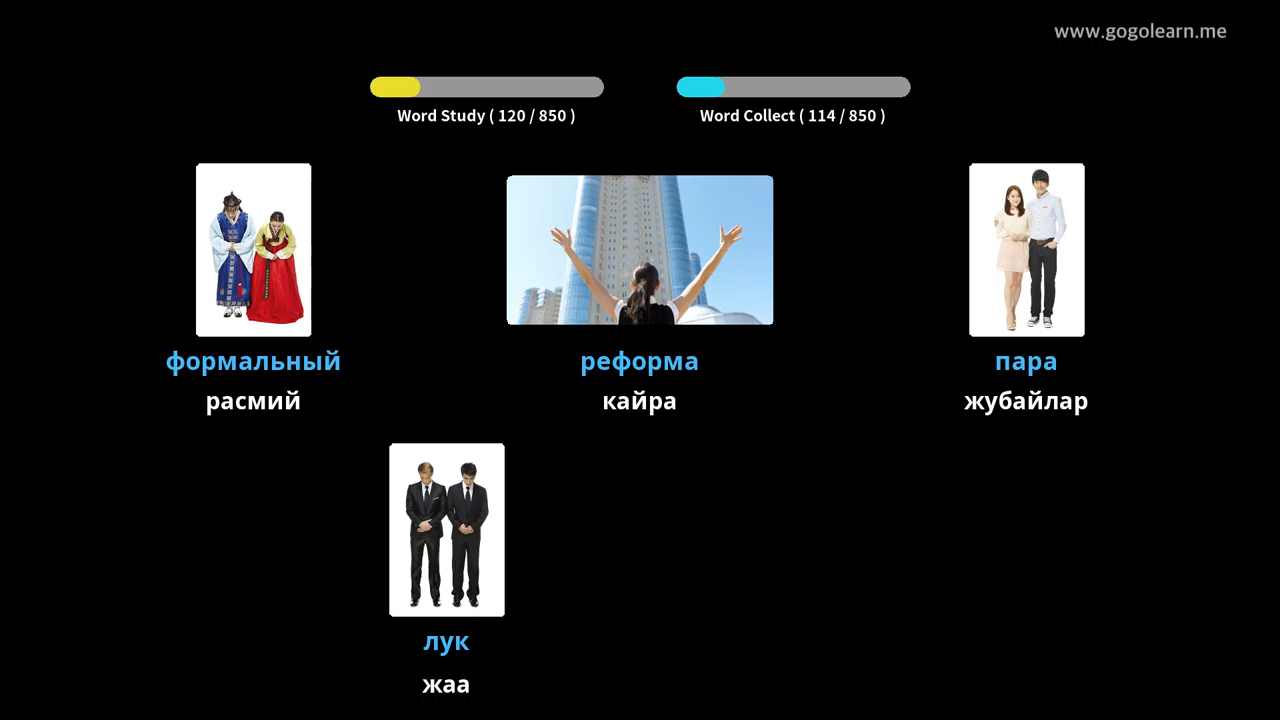 www.gogolearn.me
Word Study ( 120 / 850 )
Word Collect ( 114 / 850 )
формальный
расмий
реформа
кайра
пара
жубайлар
лук
жаа